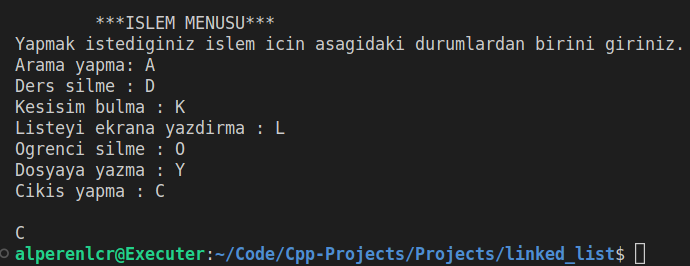 ***ISLEM MENUSU***
Yapmak istediginiz islem icin asagidaki durumlardan birini giriniz.
Arama yapma: A
Ders silme : D
Kesisim bulma : K
Listeyi ekrana yazdirma : L
Ogrenci silme : O
Dosyaya yazma : Y
Cikis yapma : C
C
alperenlcr@Executer:~/Code/Cpp-Projects/Projects/linked_list$